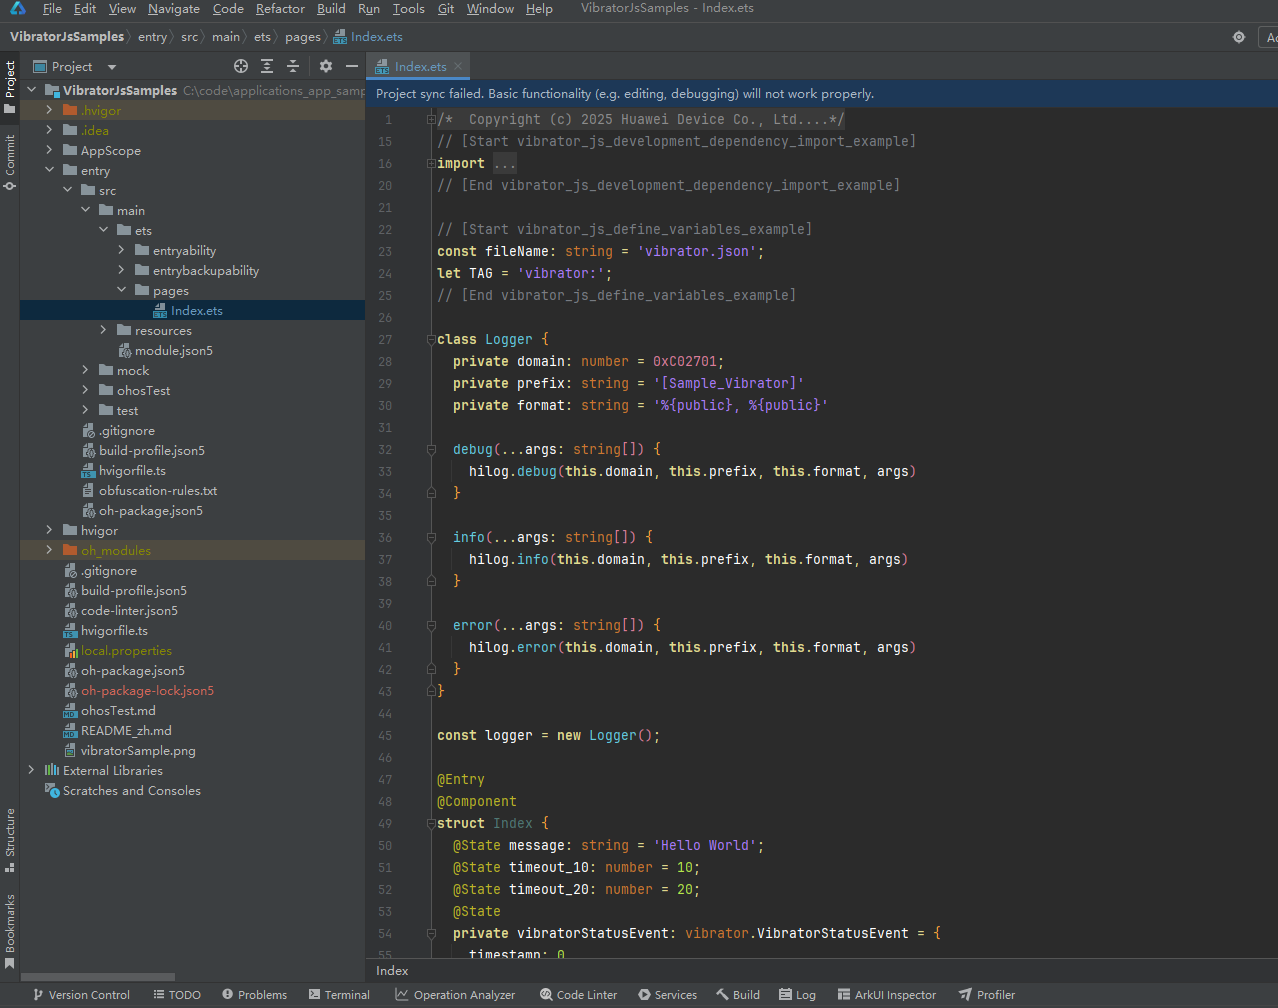 File Edit View Navigate Code Refactor Build Run Tools Git Window Help VibratorJsSamples - Index.ets
VibratorJsSamples entry src main ets pages Index.ets
Project
Index.ets
Project
Commit
Structure
Bookmarks
VibratorJsSamples C:\code\applications_app_samp
.hvigor
.idea
AppScope
entry
src
main
ets
entryability
entrybackupability
pages
Index.ets
resources
module.json5
mock
ohosTest
test
.gitignore
build-profile.json5
hvigorfile.ts
obfuscation-rules.txt
oh-package.json5
hvigor
oh_modules
.gitignore
build-profile.json5
code-linter.json5
hvigorfile.ts
local.properties
oh-package.json5
oh-package-lock.json5
ohosTest.md
README_zh.md
vibratorSample.png
External Libraries
Scratches and Consoles
Project sync failed. Basic functionality (e.g. editing, debugging) will not work properly.
1 /*  Copyright (c) 2025 Huawei Device Co., Ltd....*/
15 // [Start vibrator_js_development_dependency_import_example]
16 import ...
20 // [End vibrator_js_development_dependency_import_example]
21
22 // [Start vibrator_js_define_variables_example]
23 const fileName: string = 'vibrator.json';
24 let TAG = 'vibrator:';
25 // [End vibrator_js_define_variables_example]
26
27 class Logger {
28   private domain: number = 0xC02701;
29   private prefix: string = '[Sample_Vibrator]'
30   private format: string = '%{public}, %{public}'
31
32   debug(...args: string[]) {
33     hilog.debug(this.domain, this.prefix, this.format, args)
34   }
35
36   info(...args: string[]) {
37     hilog.info(this.domain, this.prefix, this.format, args)
38   }
39
40   error(...args: string[]) {
41     hilog.error(this.domain, this.prefix, this.format, args)
42   }
43 }
44
45 const logger = new Logger();
46
47 @Entry
48 @Component
49 struct Index {
50   @State message: string = 'Hello World';
51   @State timeout_10: number = 10;
52   @State timeout_20: number = 20;
53   @State
54   private vibratorStatusEvent: vibrator.VibratorStatusEvent = {
55     timestamp: 0
Index
Version Control TODO Problems Terminal Operation Analyzer Code Linter Services Build Log ArkUI Inspector Profiler